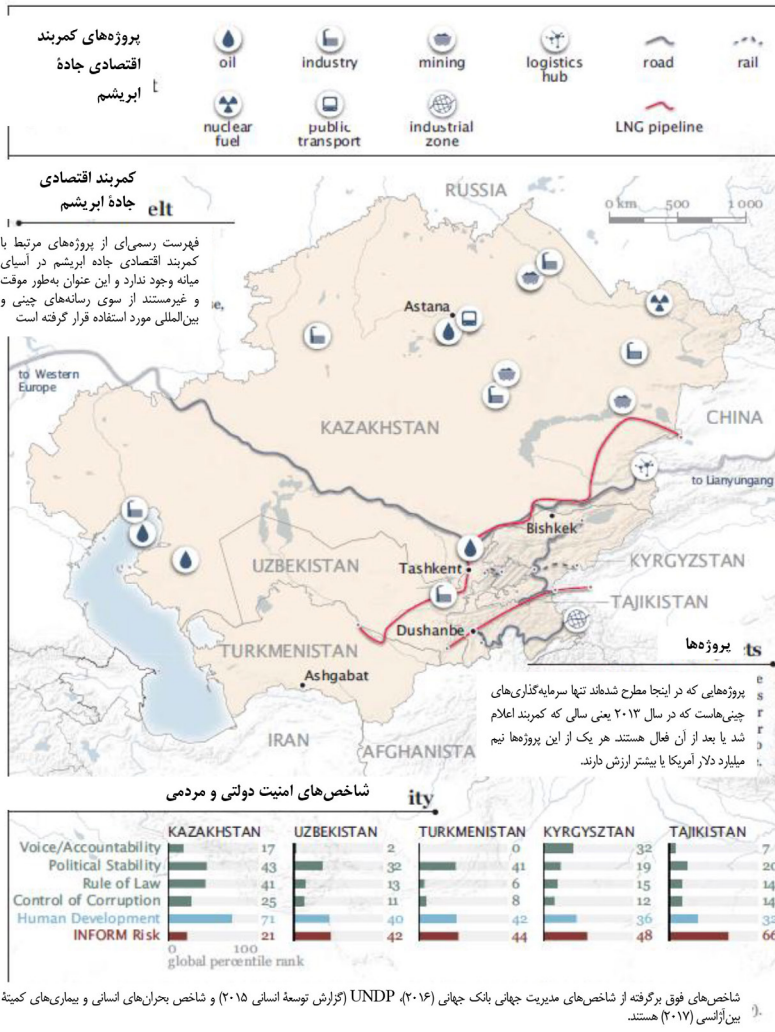 پروژه‌های کمربند
اقتصادی جادهٔ
ابریشم
t
oil
industry
mining
logistics
hub
road
rail
nuclear
fuel
public
transport
industrial
zone
LNG pipeline
کمربند اقتصادی
جادهٔ ابریشم
elt
فهرست رسمی‌ای از پروژه‌های مرتبط با
کمربند اقتصادی جاده ابریشم در آسیای
میانه وجود ندارد و این عنوان به‌طور موقت
و غیرمستند از سوی رسانه‌های چینی و
بین‌المللی مورد استفاده قرار گرفته است
RUSSIA
0 km 500 1 000
Astana
to Western
Europe
KAZAKHSTAN
CHINA
to Lianyungang
Bishkek
UZBEKISTAN
Tashkent
KYRGYZSTAN
TAJIKISTAN
Dushanbe
TURKMENISTAN
Ashgabat
IRAN
AFGHANISTA
پروژه‌ها
ts
پروژه‌هایی که در اینجا مطرح شده‌اند تنها سرمایه‌گذاری‌های
چینی‌هاست که در سال ۲۰۱۳ یعنی سالی که کمربند اعلام
شد یا بعد از آن فعال هستند. هر یک از این پروژه‌ها نیم
میلیارد دلار آمریکا یا بیشتر ارزش دارند.
شاخص‌های امنیت دولتی و مردمی
ity
KAZAKHSTAN UZBEKISTAN TURKMENISTAN KYRGYSZTAN TAJIKISTAN
Voice/Accountability 17 2 0 32 7
Political Stability 43 32 41 19 20
Rule of Law 41 13 6 15 14
Control of Corruption 25 11 8 12 14
Human Development 71 40 42 36 32
INFORM Risk 21 42 44 48 66
0 100
global percentile rank
شاخص‌های فوق برگرفته از شاخص‌های مدیریت جهانی بانک جهانی (۲۰۱۶)، UNDP (گزارش توسعهٔ انسانی ۲۰۱۵) و شاخص بحران‌های انسانی و بیماری‌های کمیتهٔ
بین‌آژانسی (۲۰۱۷) هستند.